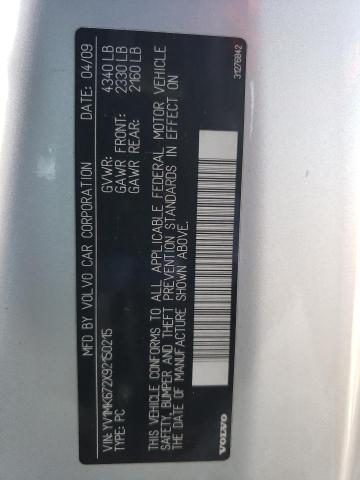 MFD BY VOLVO CAR CORPORATION DATE: 04/09
GVWR: 4340 LB
GAWR FRONT: 2330 LB
GAWR REAR: 2160 LB
VIN: YV1MK672X92150215
TYPE: PC
THIS VEHICLE CONFORMS TO ALL APPLICABLE FEDERAL MOTOR VEHICLE
SAFETY, BUMPER AND THEFT PREVENTION STANDARDS IN EFFECT ON
THE DATE OF MANUFACTURE SHOWN ABOVE.
VOLVO
31276842